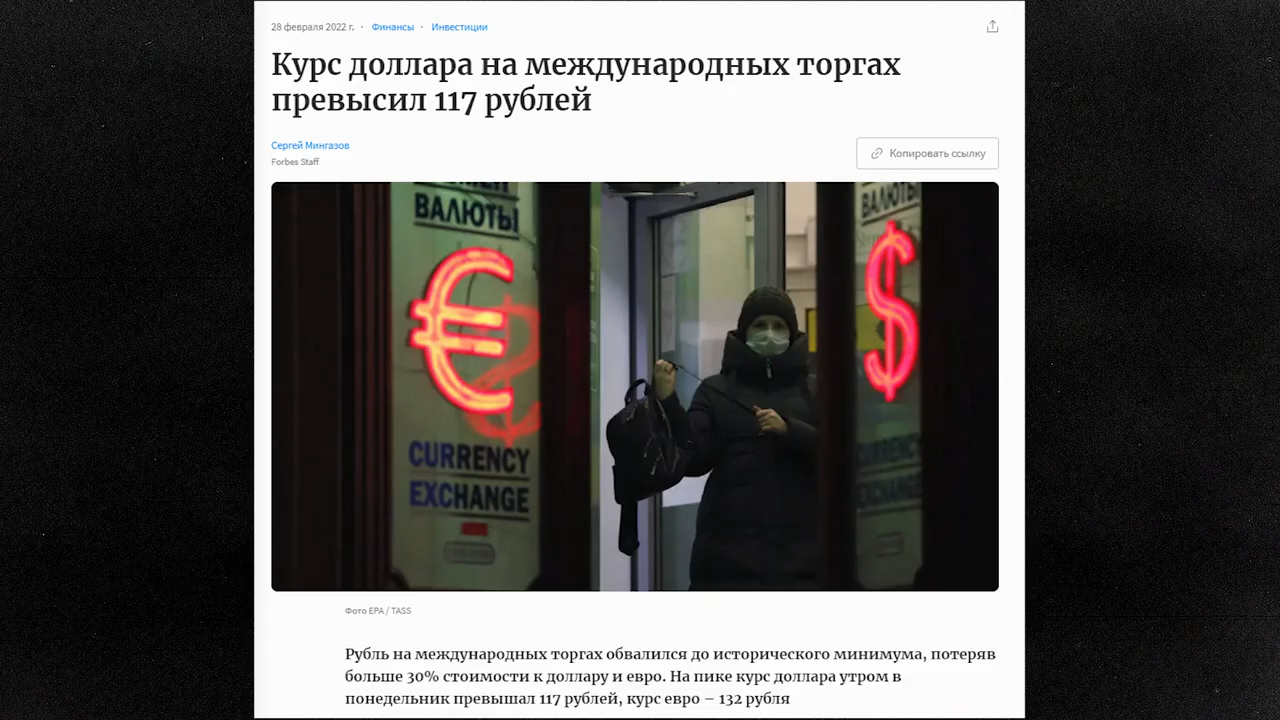 28 февраля 2022 г. · Финансы · Инвестиции
Курс доллара на международных торгах
превысил 117 рублей
Сергей Мингазов
Forbes Staff
Копировать ссылку
ВАЛЮТЫ
ВАЛЮТЫ
€
$
CURRENCY
EXCHANGE
CURRENCY
EXCHANGE
Фото EPA / TASS
Рубль на международных торгах обвалился до исторического минимума, потеряв
больше 30% стоимости к доллару и евро. На пике курс доллара утром в
понедельник превышал 117 рублей, курс евро – 132 рубля